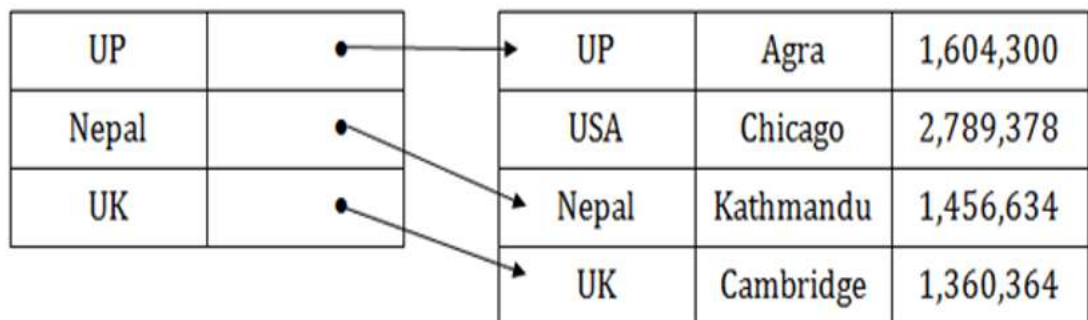 UP
Nepal
UK
UP Agra 1,604,300
USA Chicago 2,789,378
Nepal Kathmandu 1,456,634
UK Cambridge 1,360,364